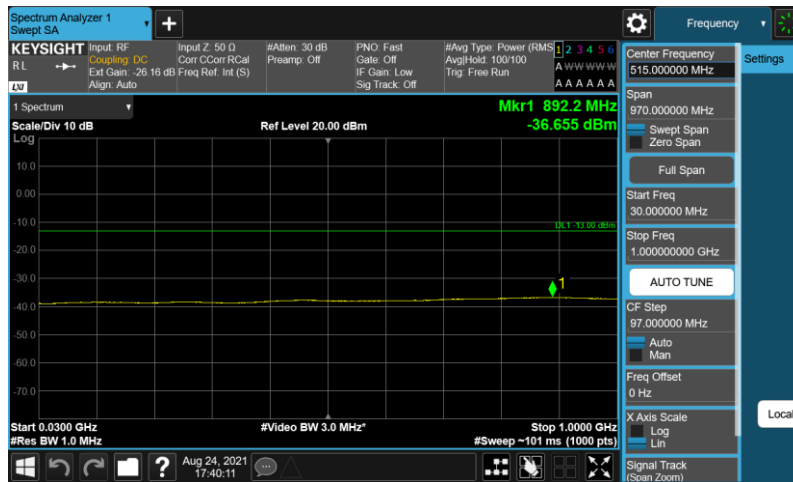 Spectrum Analyzer 1
Swept SA
Frequency
KEYSIGHT
RL
LXI
Input: RF
Coupling: DC
Ext Gain: -26.16 dB
Align: Auto
Input Z: 50 Ω
Corr CCorr RCal
Freq Ref: Int (S)
#Atten: 30 dB
Preamp: Off
PNO: Fast
Gate: Off
IF Gain: Low
Sig Track: Off
#Avg Type: Power (RMS
Avg|Hold: 100/100
Trig: Free Run
1 2 3 4 5 6
A W W W W W
A A A A A A
1 Spectrum
Scale/Div 10 dB
Ref Level 20.00 dBm
Mkr1 892.2 MHz
-36.655 dBm
Log
10.0
0.00
-10.0
-20.0
-30.0
-40.0
-50.0
-60.0
-70.0
DL1 -13.00 dBm
1
Start 0.0300 GHz
#Video BW 3.0 MHz*
Stop 1.0000 GHz
#Res BW 1.0 MHz
#Sweep ~101 ms (1000 pts)
?
Aug 24, 2021
17:40:11
Center Frequency
515.000000 MHz
Span
970.000000 MHz
Swept Span
Zero Span
Full Span
Start Freq
30.000000 MHz
Stop Freq
1.000000000 GHz
AUTO TUNE
CF Step
97.000000 MHz
Auto
Man
Freq Offset
0 Hz
X Axis Scale
Log
Lin
Signal Track
(Span Zoom)
Settings
Local